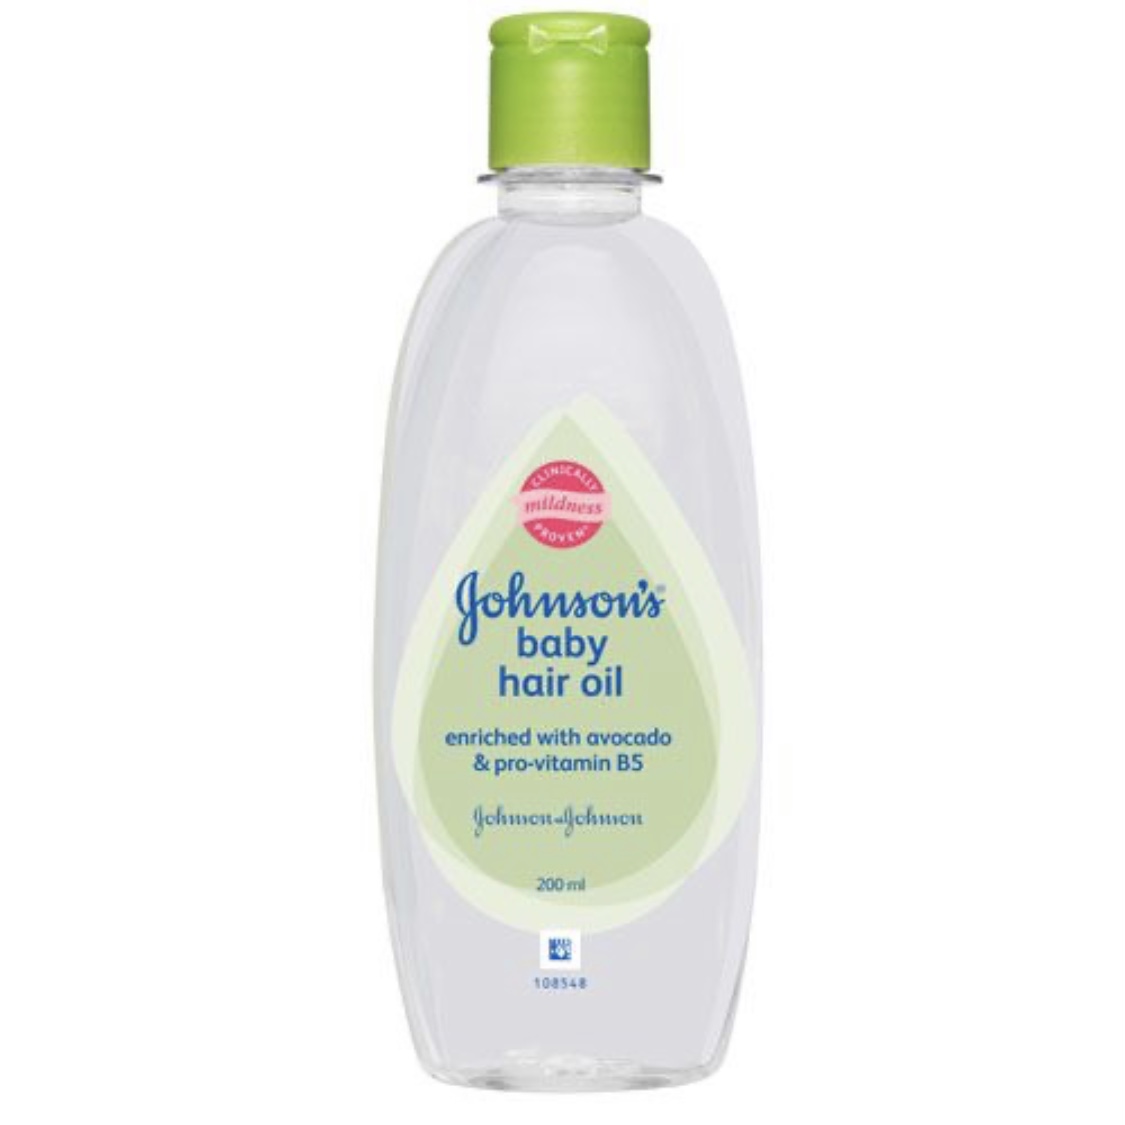 CLINICALLY
mildness
PROVEN®
Johnson's®
baby
hair oil
enriched with avocado
& pro-vitamin B5
Johnson & Johnson
200 ml
108548